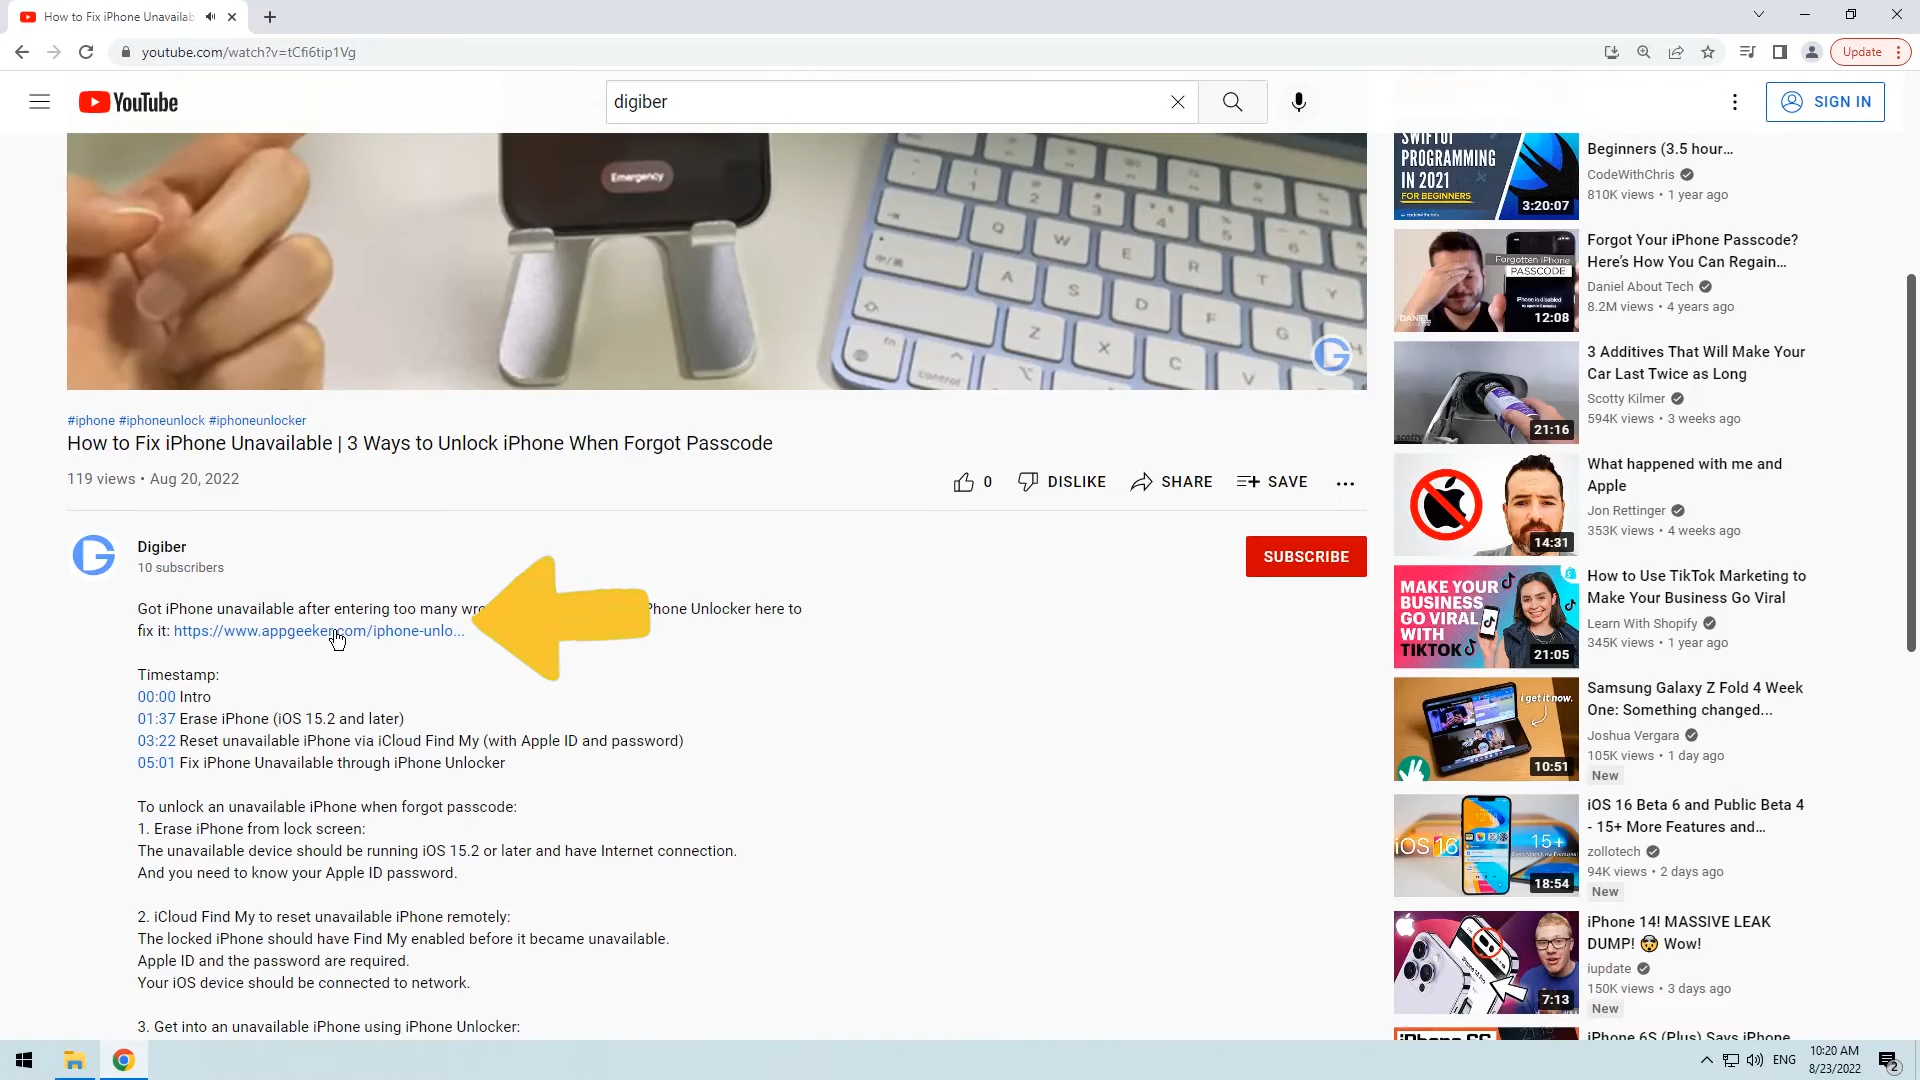 How to Fix iPhone Unavailab
youtube.com/watch?v=tCfi6tip1Vg
Update
YouTube
digiber
SIGN IN
Emergency
#iphone #iphoneunlock #iphoneunlocker
How to Fix iPhone Unavailable | 3 Ways to Unlock iPhone When Forgot Passcode
119 views • Aug 20, 2022
0
DISLIKE
SHARE
SAVE
Digiber
10 subscribers
SUBSCRIBE
Got iPhone unavailable after entering too many wro Phone Unlocker here to
fix it: https://www.appgeeker.com/iphone-unlo...
Timestamp:
00:00 Intro
01:37 Erase iPhone (iOS 15.2 and later)
03:22 Reset unavailable iPhone via iCloud Find My (with Apple ID and password)
05:01 Fix iPhone Unavailable through iPhone Unlocker
To unlock an unavailable iPhone when forgot passcode:
1. Erase iPhone from lock screen:
The unavailable device should be running iOS 15.2 or later and have Internet connection.
And you need to know your Apple ID password.
2. iCloud Find My to reset unavailable iPhone remotely:
The locked iPhone should have Find My enabled before it became unavailable.
Apple ID and the password are required.
Your iOS device should be connected to network.
3. Get into an unavailable iPhone using iPhone Unlocker:
SWIFTUI
PROGRAMMING
IN 2021
FOR BEGINNERS
3:20:07
Beginners (3.5 hour...
CodeWithChris
810K views • 1 year ago
Forgotten iPhone
PASSCODE
iPhone is disabled
DANIEL
12:08
Forgot Your iPhone Passcode?
Here's How You Can Regain...
Daniel About Tech
8.2M views • 4 years ago
21:16
3 Additives That Will Make Your
Car Last Twice as Long
Scotty Kilmer
594K views • 3 weeks ago
14:31
What happened with me and
Apple
Jon Rettinger
353K views • 4 weeks ago
MAKE YOUR
BUSINESS
GO VIRAL
WITH
TIKTOK
21:05
How to Use TikTok Marketing to
Make Your Business Go Viral
Learn With Shopify
345K views • 1 year ago
i get it now.
10:51
Samsung Galaxy Z Fold 4 Week
One: Something changed...
Joshua Vergara
105K views • 1 day ago
New
iOS 16
15+
18:54
iOS 16 Beta 6 and Public Beta 4
- 15+ More Features and...
zollotech
94K views • 2 days ago
New
7:13
iPhone 14! MASSIVE LEAK
DUMP! 🤯 Wow!
iupdate
150K views • 3 days ago
New
iPhone 6S (Plus) Says iPhone
ENG
10:20 AM
8/23/2022
2